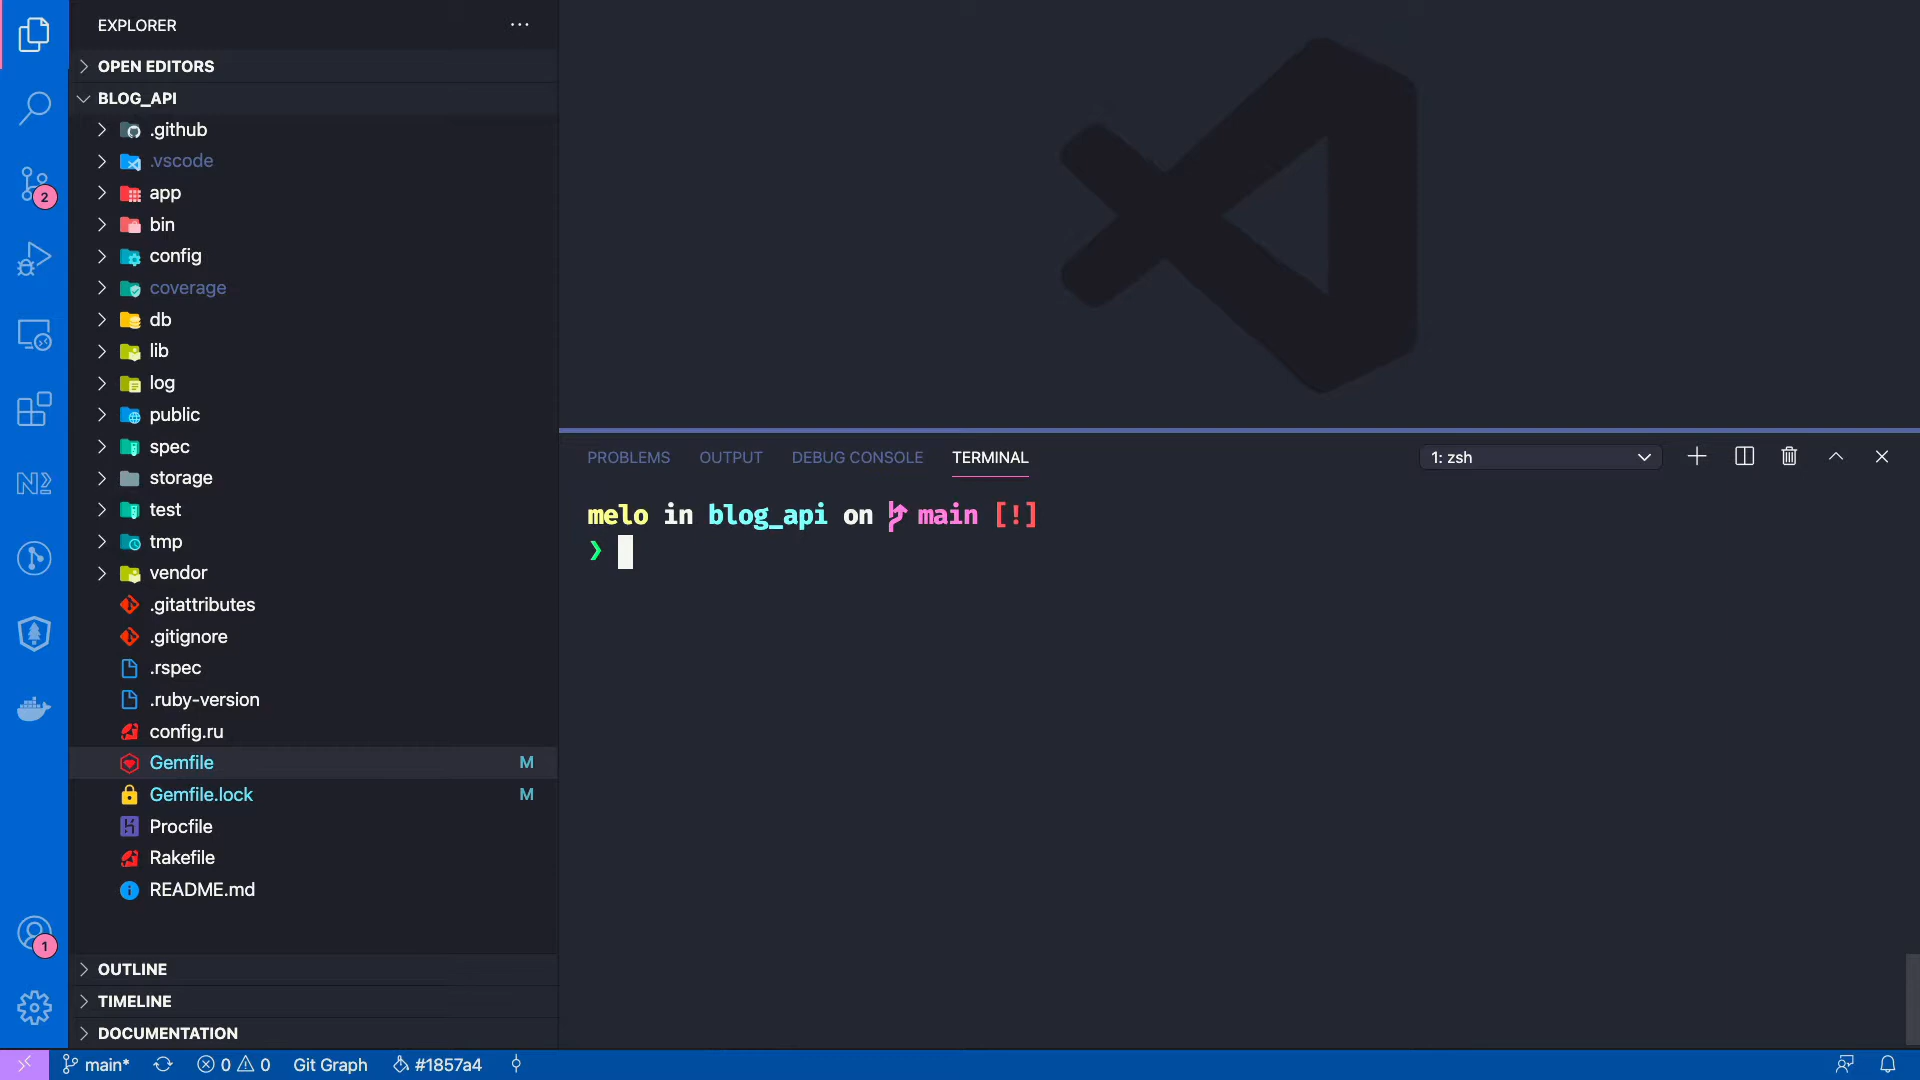 EXPLORER
OPEN EDITORS
BLOG_API
.github
.vscode
app
bin
config
coverage
db
lib
log
public
spec
storage
test
tmp
vendor
.gitattributes
.gitignore
.rspec
.ruby-version
config.ru
Gemfile M
Gemfile.lock M
Procfile
Rakefile
README.md
OUTLINE
TIMELINE
DOCUMENTATION
2
1
PROBLEMS OUTPUT DEBUG CONSOLE TERMINAL 1: zsh
melo in blog_api on main [!]
❯
main* 0 0 Git Graph #1857a4